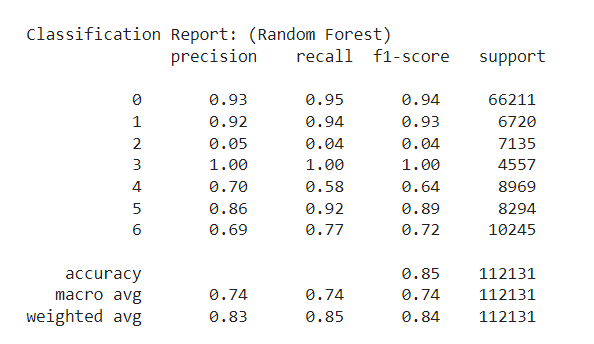 Classification Report: (Random Forest)
precision recall f1-score support
0 0.93 0.95 0.94 66211
1 0.92 0.94 0.93 6720
2 0.05 0.04 0.04 7135
3 1.00 1.00 1.00 4557
4 0.70 0.58 0.64 8969
5 0.86 0.92 0.89 8294
6 0.69 0.77 0.72 10245
accuracy 0.85 112131
macro avg 0.74 0.74 0.74 112131
weighted avg 0.83 0.85 0.84 112131